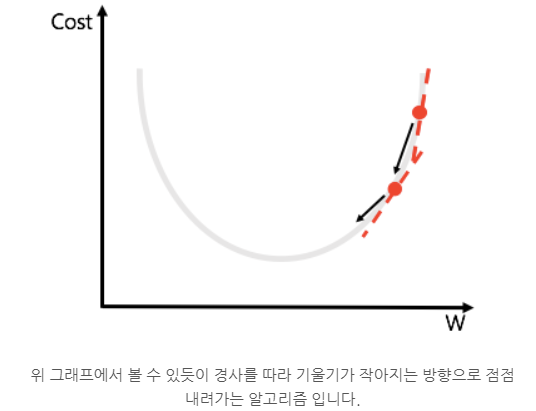 Cost
W
위 그래프에서 볼 수 있듯이 경사를 따라 기울기가 작아지는 방향으로 점점
내려가는 알고리즘 입니다.